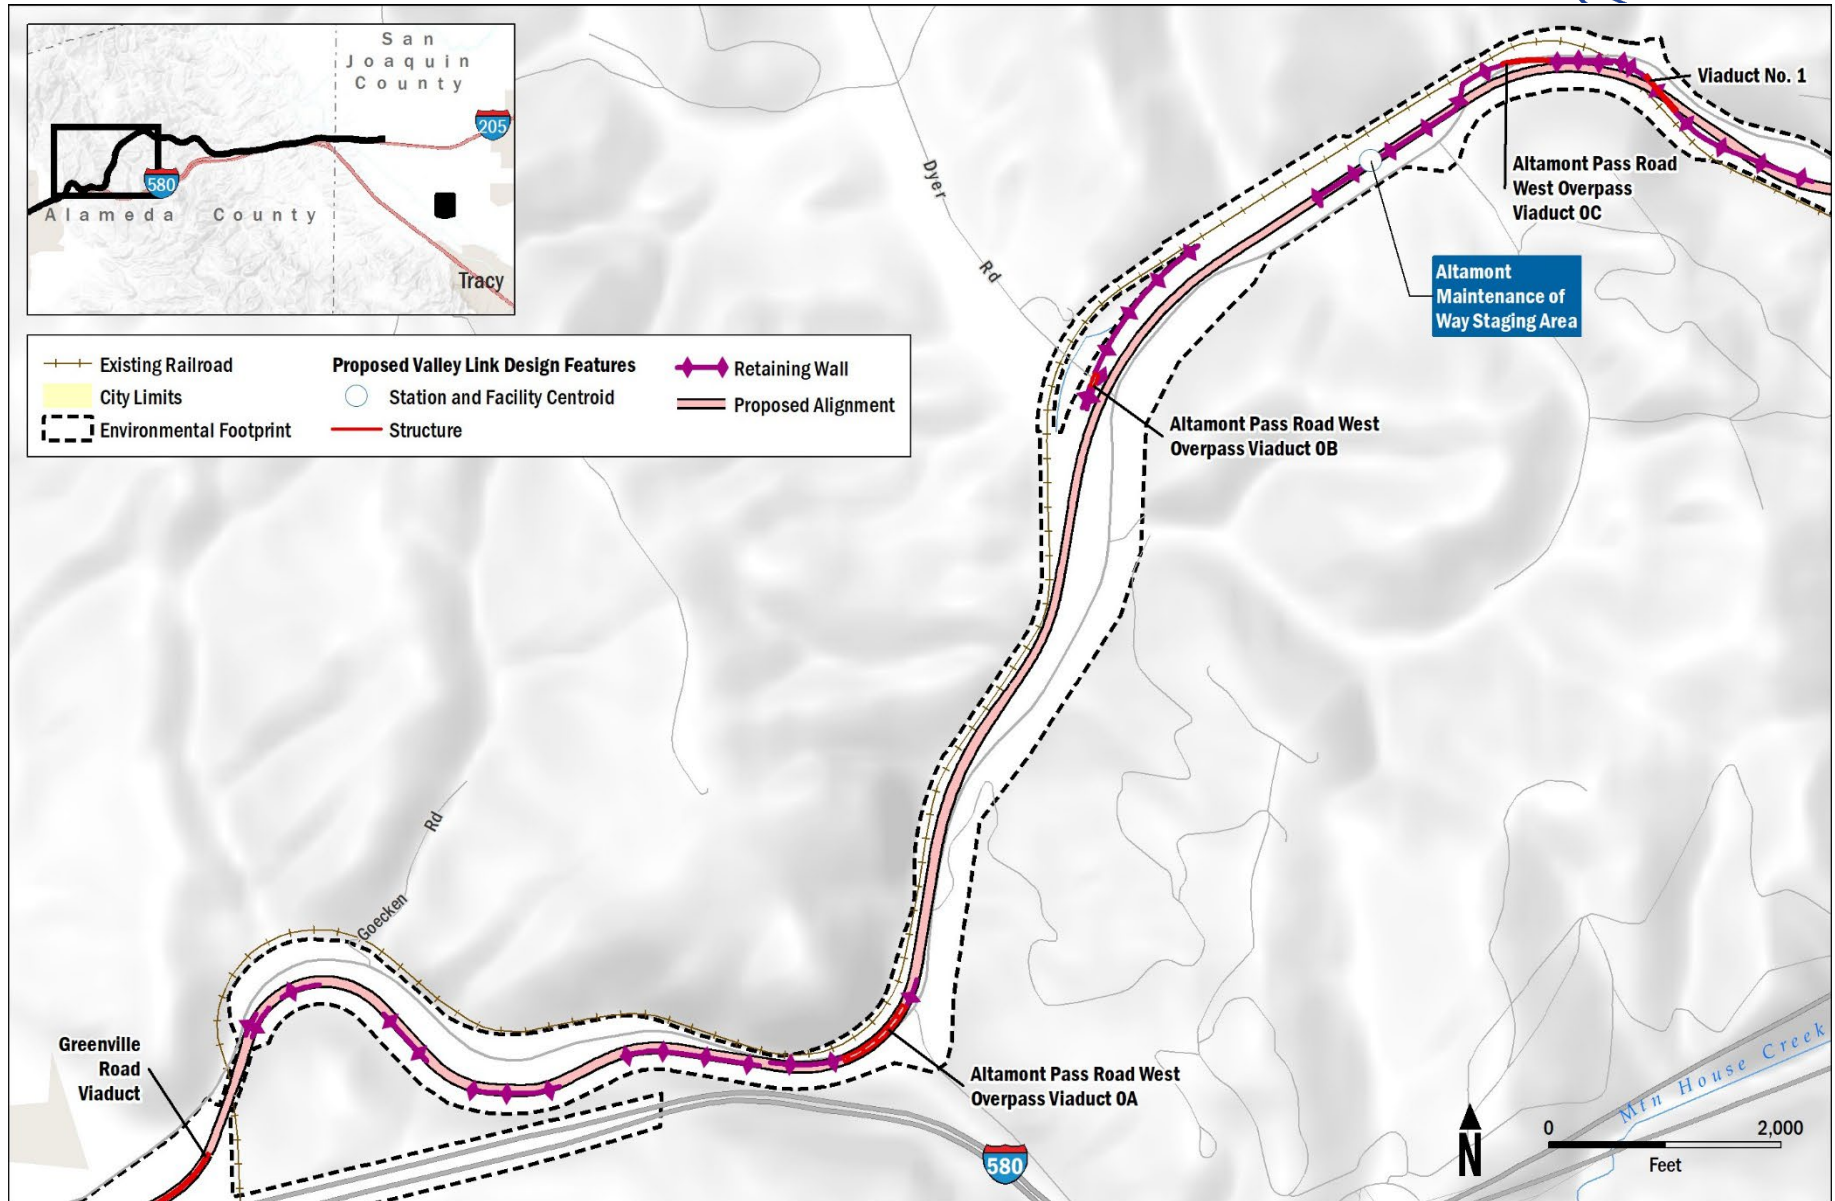 San
Joaquin
County
205
580
Alameda County
Tracy
Existing Railroad
City Limits
Environmental Footprint
Proposed Valley Link Design Features
Station and Facility Centroid
Structure
Retaining Wall
Proposed Alignment
Viaduct No. 1
Altamont Pass Road
West Overpass
Viaduct 0C
Dyer
Rd
Altamont
Maintenance of
Way Staging Area
Altamont Pass Road West
Overpass Viaduct 0B
Rd
Goecken
Greenville
Road
Viaduct
Altamont Pass Road West
Overpass Viaduct 0A
580
Mtn House Creek
N
0 2,000
Feet